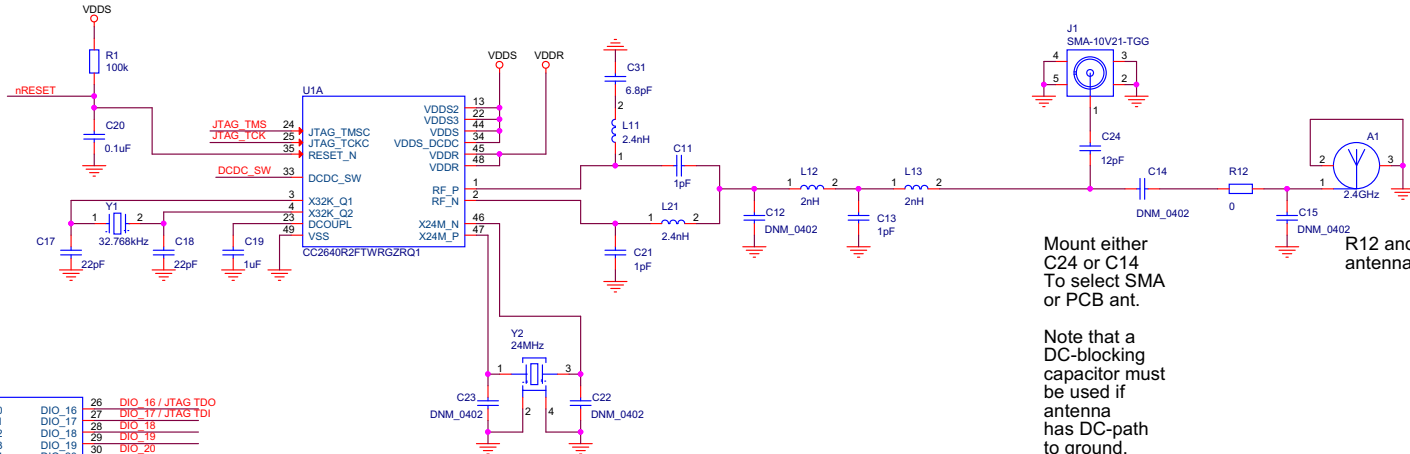 VDDS
R1
100k
nRESET
C20
0.1uF
JTAG_TMS
JTAG_TCK
24
25
35
DCDC_SW
33
3
4
23
49
Y1
1
2
32.768kHz
C17
22pF
C18
22pF
C19
1uF
U1A
JTAG_TMSC
JTAG_TCKC
RESET_N
DCDC_SW
X32K_Q1
X32K_Q2
DCOUPL
VSS
VDDS2
VDDS3
VDDS
VDDS_DCDC
VDDR
VDDR
RF_P
RF_N
X24M_N
X24M_P
CC2640R2FTWRGZRQ1
13
22
44
34
45
48
1
2
46
47
VDDS
VDDR
C31
6.8pF
2
L11
2.4nH
1
C11
1pF
1
L21
2
2.4nH
C21
1pF
C12
DNM_0402
1
L12
2
2nH
C13
1pF
1
L13
2
2nH
Y2
24MHz
1
3
2
4
C23
DNM_0402
C22
DNM_0402
J1
SMA-10V21-TGG
4
5
3
2
1
C24
12pF
C14
DNM_0402
R12
0
C15
DNM_0402
A1
2
3
1
2.4GHz
Mount either
C24 or C14
To select SMA
or PCB ant.
Note that a
DC-blocking
capacitor must
be used if
antenna
has DC-path
to ground.
R12 and
antenna
DIO_16
DIO_17
DIO_18
DIO_19
26
27
28
29
30
DIO_16 / JTAG TDO
DIO_17 / JTAG TDI
DIO_18
DIO_19
DIO_20